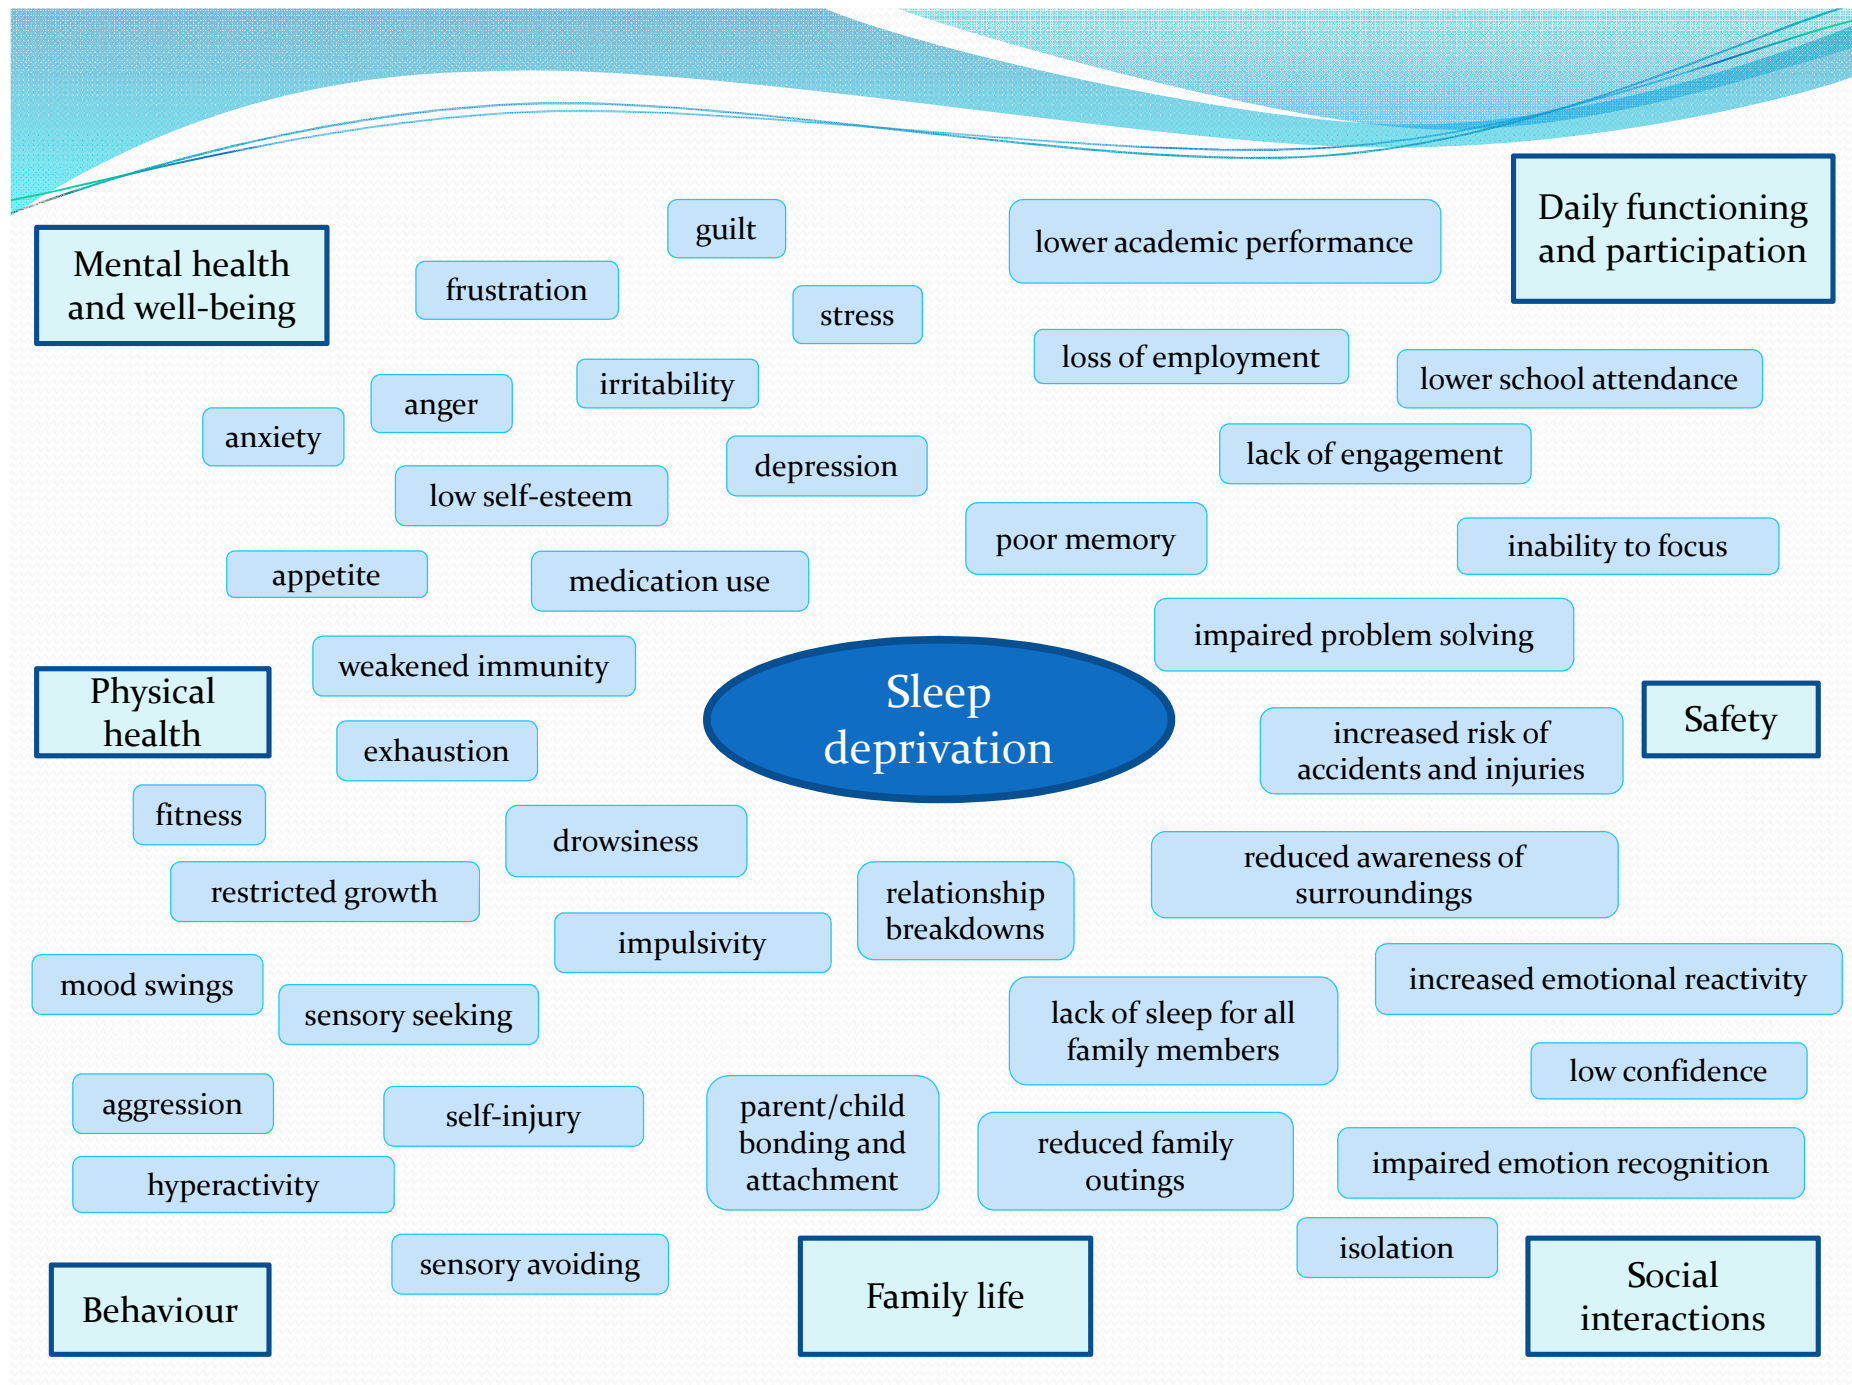 Mental health
and well-being
guilt
frustration
stress
irritability
anger
anxiety
depression
low self-esteem
appetite
medication use
Daily functioning
and participation
lower academic performance
loss of employment
lower school attendance
lack of engagement
poor memory
inability to focus
impaired problem solving
Sleep
deprivation
Physical
health
weakened immunity
exhaustion
fitness
drowsiness
restricted growth
Safety
increased risk of
accidents and injuries
reduced awareness of
surroundings
impulsivity
mood swings
sensory seeking
aggression
self-injury
hyperactivity
sensory avoiding
Behaviour
relationship
breakdowns
lack of sleep for all
family members
parent/child
bonding and
attachment
reduced family
outings
Family life
increased emotional reactivity
low confidence
impaired emotion recognition
isolation
Social
interactions